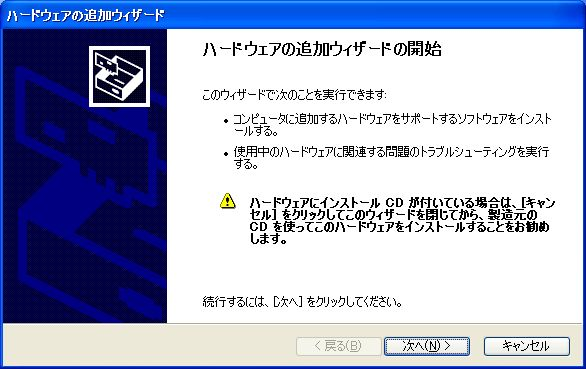 ハードウェアの追加ウィザード
ハードウェアの追加ウィザードの開始
このウィザードで次のことを実行できます:
• コンピュータに追加するハードウェアをサポートするソフトウェアをインスト
ールする。
• 使用中のハードウェアに関連する問題のトラブルシューティングを実行
する。
ハードウェアにインストール CD が付いている場合は、[キャン
セル] をクリックしてこのウィザードを閉じてから、製造元の
CD を使ってこのハードウェアをインストールすることをお勧め
します。
続行するには、[次へ] をクリックしてください。
< 戻る(B) 次へ(N) > キャンセル